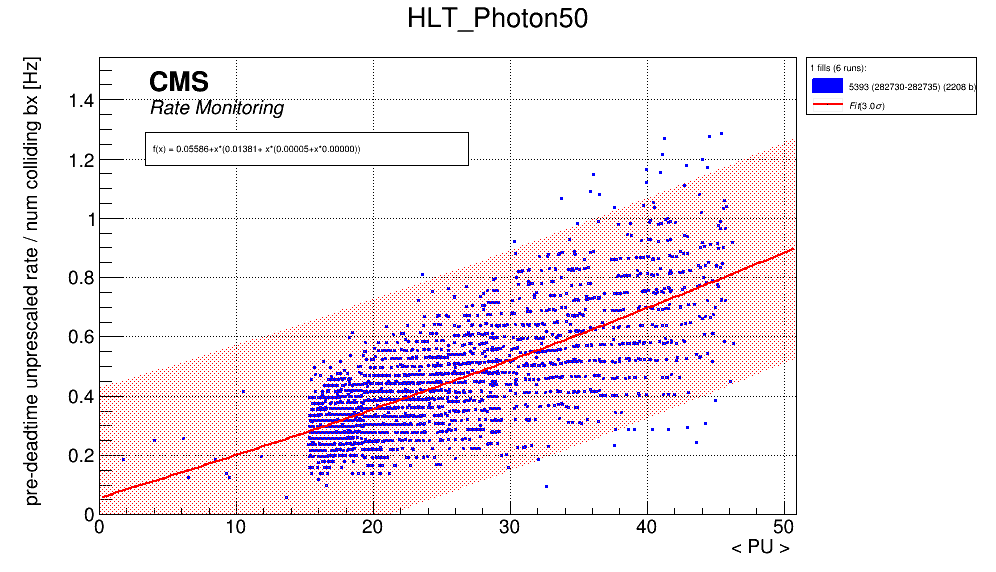 HLT_Photon50
pre-deadtime unprescaled rate / num colliding bx [Hz]
CMS
Rate Monitoring
f(x) = 0.05586+x*(0.01381+ x*(0.00005+x*0.00000))
1 fills (6 runs):
5393 (282730-282735) (2208 b)
Fit(3.0σ)
1.4
1.2
1
0.8
0.6
0.4
0.2
0
0 10 20 30 40 50
< PU >